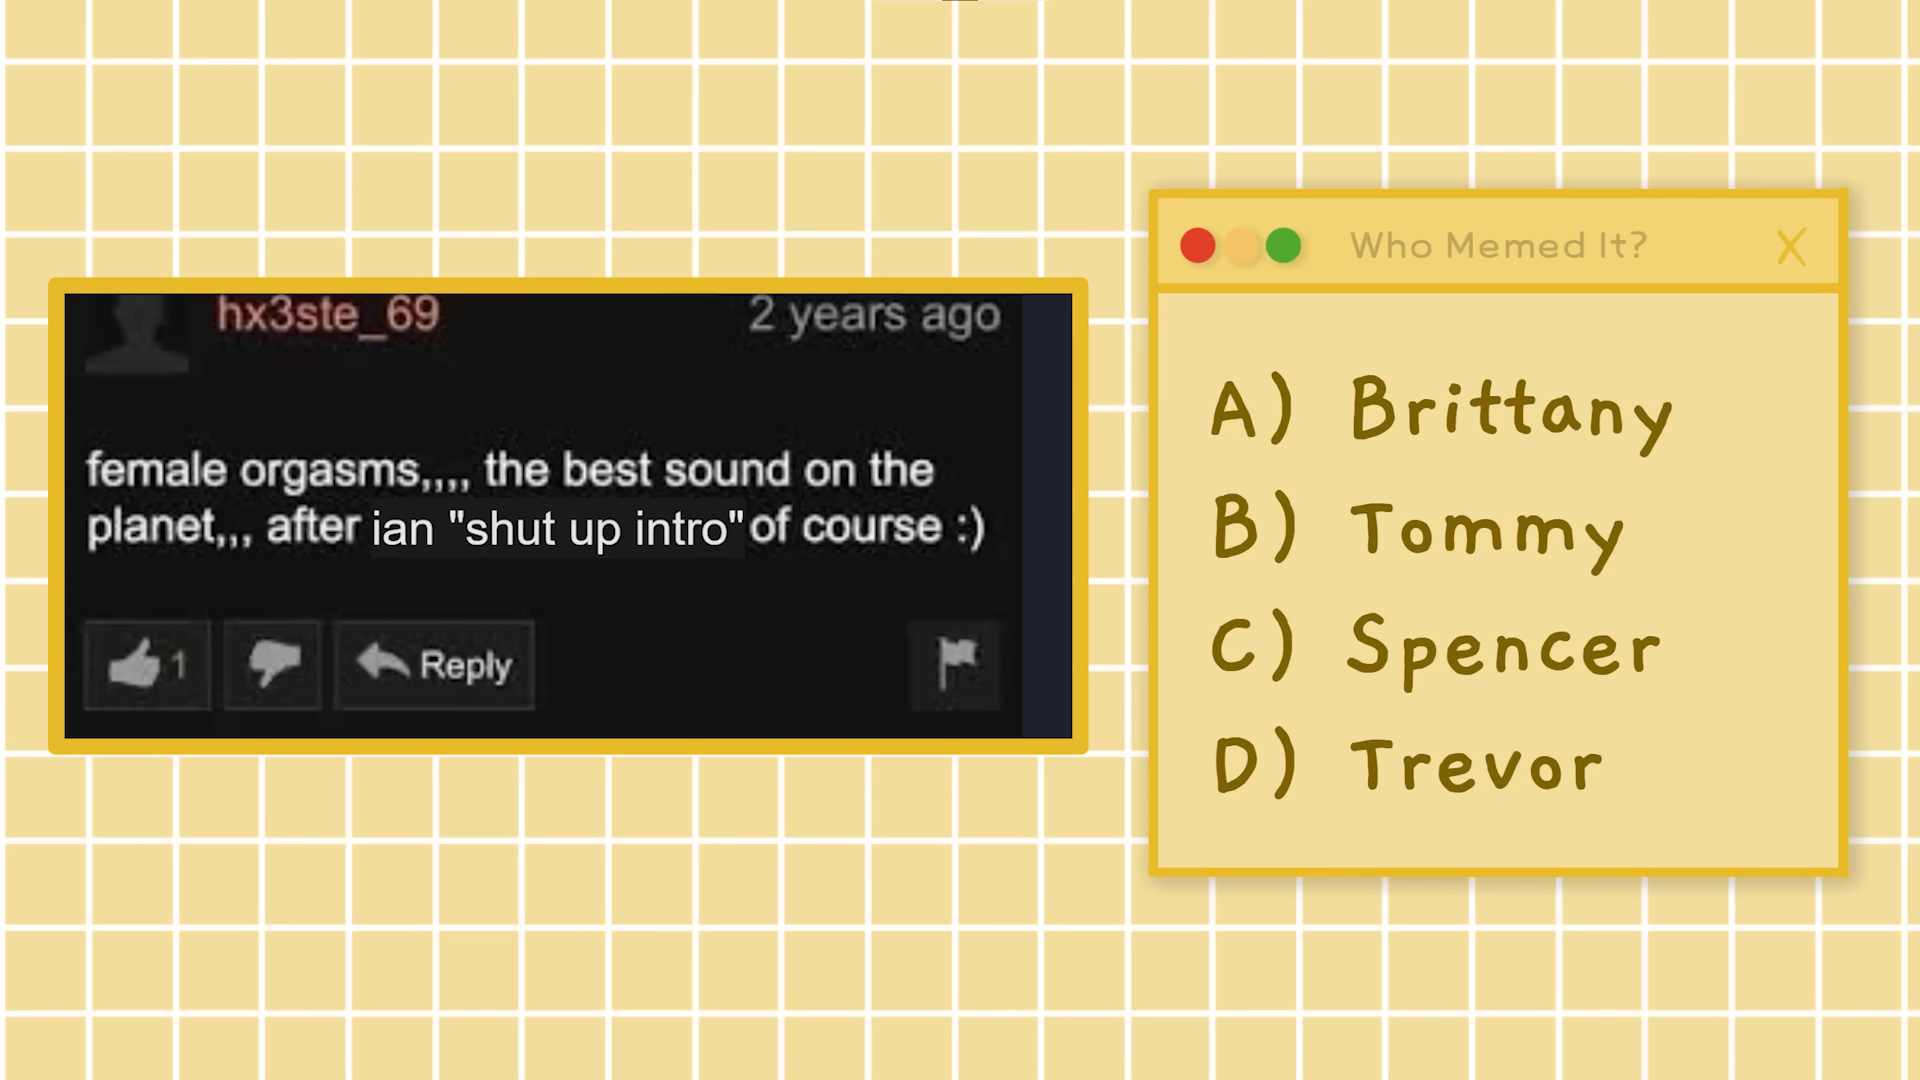 hx3ste_69 2 years ago
female orgasms,,,, the best sound on the
planet,,, after ian "shut up intro" of course :)
1 Reply
Who Memed It? X
A) Brittany
B) Tommy
C) Spencer
D) Trevor